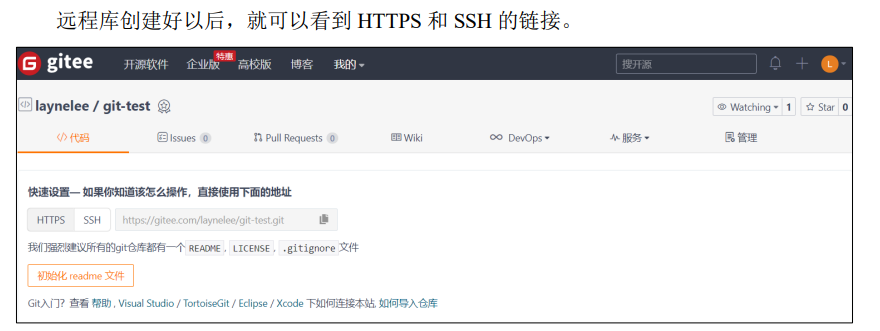 远程库创建好以后，就可以看到 HTTPS 和 SSH 的链接。
gitee 开源软件 企业版 特惠 高校版 博客 我的 搜开源 L
laynelee / git-test Watching 1 Star 0
代码 Issues 0 Pull Requests 0 Wiki DevOps 服务 管理
快速设置— 如果你知道该怎么操作，直接使用下面的地址
HTTPS SSH https://gitee.com/laynelee/git-test.git
我们强烈建议所有的git仓库都有一个 README , LICENSE , .gitignore 文件
初始化 readme 文件
Git入门？查看 帮助 , Visual Studio / TortoiseGit / Eclipse / Xcode 下如何连接本站, 如何导入仓库